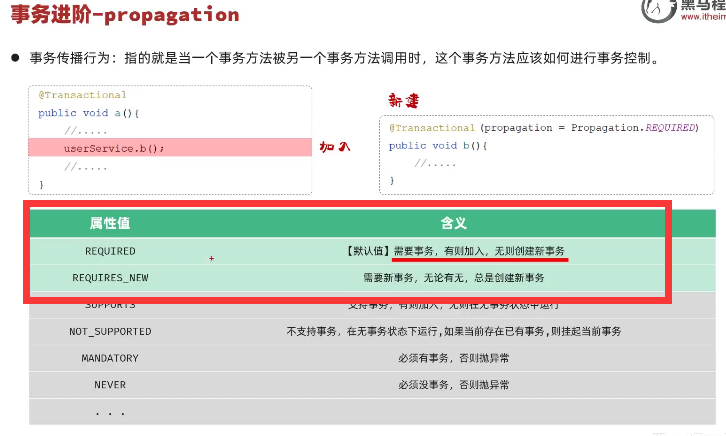 事务进阶-propagation
黑马程
www.itheim
● 事务传播行为：指的就是当一个事务方法被另一个事务方法调用时，这个事务方法应该如何进行事务控制。
@Transactional
public void a(){
//.....
userService.b();
//.....
}
加入
新建
@Transactional (propagation = Propagation.REQUIRED)
public void b(){
//.....
}
属性值 含义
REQUIRED 【默认值】需要事务，有则加入，无则创建新事务
REQUIRES_NEW 需要新事务，无论有无，总是创建新事务
SUPPORTS 支持事务，有则加入，无则在无事务状态中运行
NOT_SUPPORTED 不支持事务，在无事务状态下运行,如果当前存在已有事务,则挂起当前事务
MANDATORY 必须有事务，否则抛异常
NEVER 必须没事务，否则抛异常
. . .